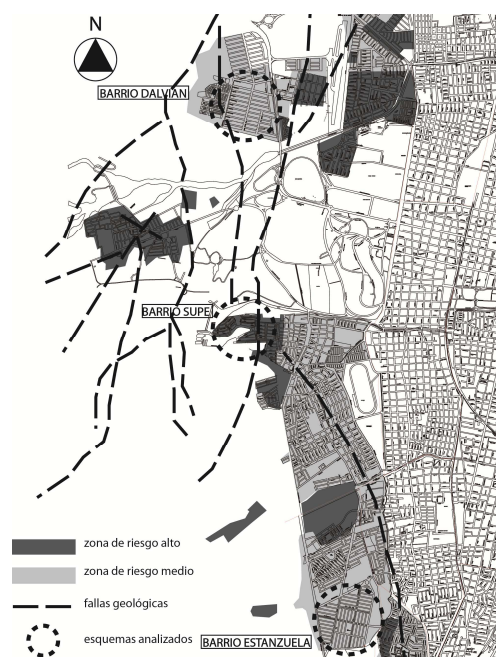 N
BARRIO DALVIAN
BARRIO SUPE
zona de riesgo alto
zona de riesgo medio
fallas geológicas
esquemas analizados
BARRIO ESTANZUELA